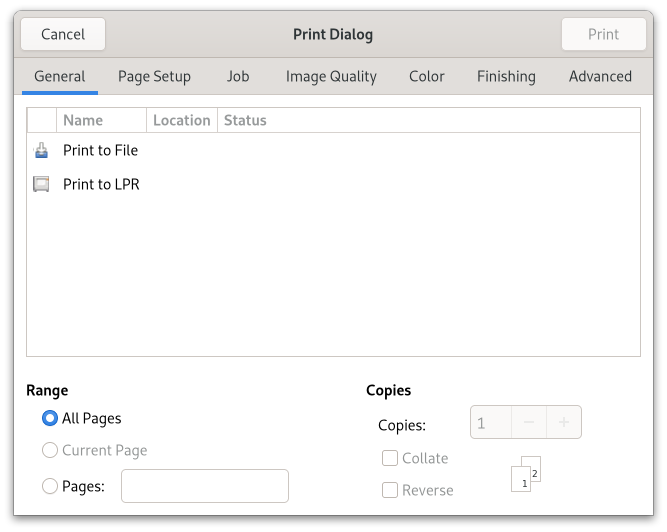 Cancel Print Dialog Print
General Page Setup Job Image Quality Color Finishing Advanced
Name Location Status
Print to File
Print to LPR
Range Copies
All Pages
Copies: 1 − +
Current Page
Collate
2
1
Pages:
Reverse